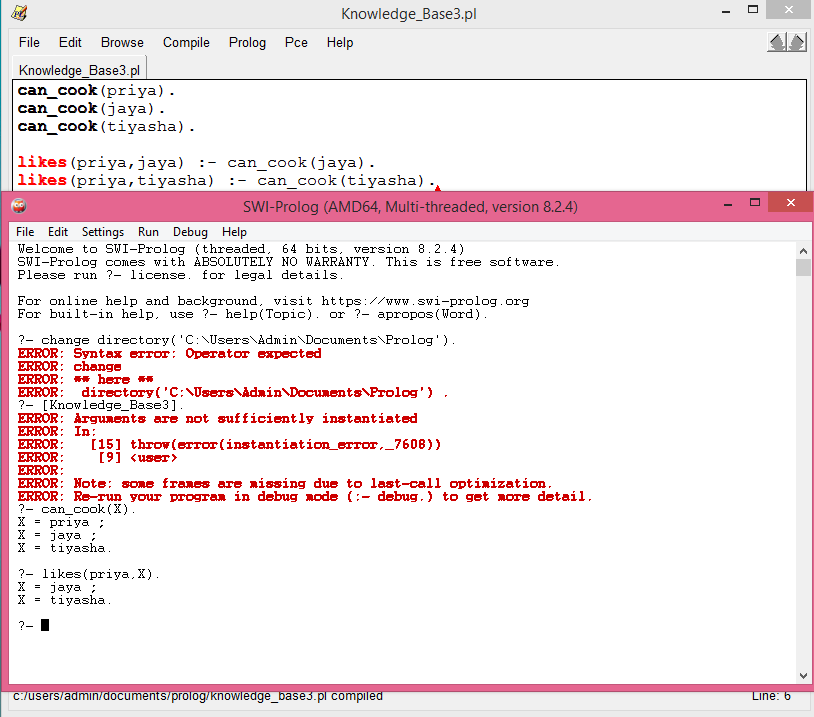 Knowledge_Base3.pl
File Edit Browse Compile Prolog Pce Help
Knowledge_Base3.pl
can_cook(priya).
can_cook(jaya).
can_cook(tiyasha).
likes(priya,jaya) :- can_cook(jaya).
likes(priya,tiyasha) :- can_cook(tiyasha).
SWI-Prolog (AMD64, Multi-threaded, version 8.2.4)
File Edit Settings Run Debug Help
Welcome to SWI-Prolog (threaded, 64 bits, version 8.2.4)
SWI-Prolog comes with ABSOLUTELY NO WARRANTY. This is free software.
Please run ?- license. for legal details.
For online help and background, visit https://www.swi-prolog.org
For built-in help, use ?- help(Topic). or ?- apropos(Word).
?- change directory('C:\Users\Admin\Documents\Prolog').
ERROR: Syntax error: Operator expected
ERROR: change
ERROR: ** here **
ERROR:  directory('C:\Users\Admin\Documents\Prolog') .
?- [Knowledge_Base3].
ERROR: Arguments are not sufficiently instantiated
ERROR: In:
ERROR:   [15] throw(error(instantiation_error,_7608))
ERROR:    [9] <user>
ERROR:
ERROR: Note: some frames are missing due to last-call optimization.
ERROR: Re-run your program in debug mode (:- debug.) to get more detail.
?- can_cook(X).
X = priya ;
X = jaya ;
X = tiyasha.
?- likes(priya,X).
X = jaya ;
X = tiyasha.
?-
c:/users/admin/documents/prolog/knowledge_base3.pl compiled Line: 6